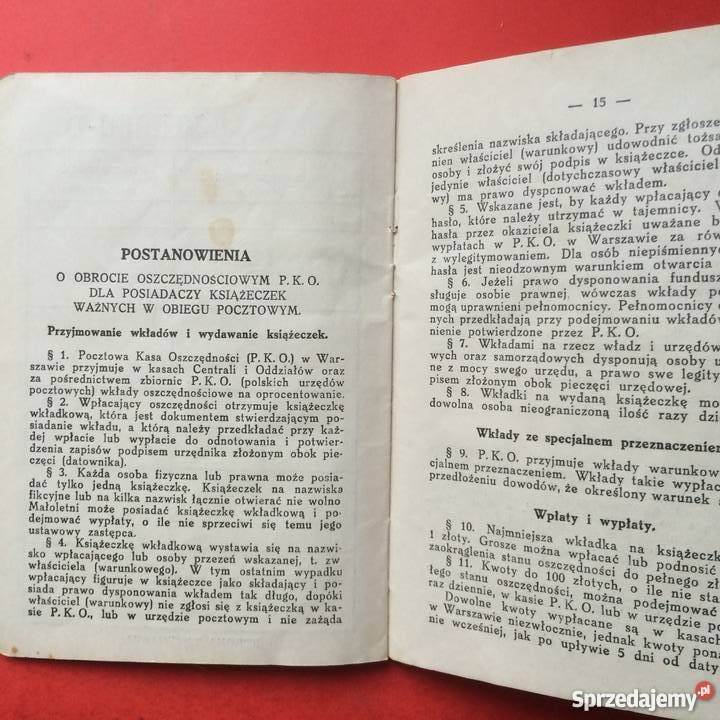 POSTANOWIENIA
O OBROCIE OSZCZĘDNOŚCIOWYM P. K. O.
DLA POSIADACZY KSIĄŻECZEK
WAŻNYCH W OBIEGU POCZTOWYM.
Przyjmowanie wkładów i wydawanie książeczek.
§ 1. Pocztowa Kasa Oszczędności (P. K. O.) w War-
szawie przyjmuje w kasach Centrali i Oddziałów oraz
za pośrednictwem zbiornic P. K. O. (polskich urzędów
pocztowych) wkłady oszczędnościowe na oprocentowanie.
§ 2. Wpłacający oszczędności otrzymuje książeczkę
wkładkową, która jest dokumentem stwierdzającym po-
siadanie wkładu, a którą należy przedkładać przy każ-
dej wpłacie lub wypłacie do odnotowania i potwier-
dzenia zapisów podpisem urzędnika złożonym obok pie-
częci (datownika).
§ 3. Każda osoba fizyczna lub prawna może posia-
dać tylko jedną książeczkę. Książeczek na nazwiska
fikcyjne lub na kilka nazwisk łącznie otwierać nie wolno
Małoletni może posiadać książeczkę wkładkową i po-
dejmować wypłaty, o ile nie sprzeciwi się temu jego
ustawowy zastępca.
§ 4. Książeczkę wkładkową wystawia się na nazwi-
sko wpłacającego lub osoby przezeń wskazanej, t. zw
właściciela (warunkowego). W tym ostatnim wypadku
wpłacający figuruje w książeczce jako składający i po-
siada prawo dysponowania wkładem tak długo, dopóki
właściciel (warunkowy) nie zgłosi się z książeczką w ka-
sie P. K. O., lub w urzędzie pocztowym i nie zażąda
— 15 —
skreślenia nazwiska składającego. Przy zgłosze
nien właściciel (warunkowy) udowodnić tożsa
osoby i złożyć swój podpis w książeczce. Od
jedynie właściciel (dotychczasowy właściciel
wy) ma prawo dysponować wkładem.
§ 5. Wskazane jest, by każdy wpłacający
hasło, które należy utrzymać w tajemnicy.
hasła przez okaziciela książeczki uważane b
wypłatach w P. K. O. w Warszawie za rów
z wylegitymowaniem. Dla osób niepiśmiennych
hasła jest nieodzownym warunkiem otwarcia
§ 6. Jeżeli prawo dysponowania fundusz
sługuje osobie prawnej, wówczas wkłady po
mogą uprawnieni pełnomocnicy. Pełnomocnicy
nych przedkładają przy podejmowaniu wkładów
nienie potwierdzone przez P. K. O.
§ 7. Wkładami na rzecz władz i urzędów
wych oraz samorządowych dysponują osoby u
ne z mocy swego urzędu, a prawo swe legity
pisem złożonym obok pieczęci urzędowej.
§ 8. Wkładki na wydaną książeczkę moż
dowolna osoba nieograniczoną ilość razy dzi
Wkłady ze specjalnem przeznaczeniem
§ 9. P. K. O. przyjmuje wkłady warunkow
cjalnem przeznaczeniem. Wkłady takie wypłac
przedłożeniu dowodów, że określony warunek
Wpłaty i wypłaty.
§ 10. Najmniejsza wkładka na książeczk
1 złoty. Grosze można wpłacać lub podnosić
zaokrąglenia stanu oszczędności do pełnego zł
§ 11. Kwoty do 100 złotych, o ile nie sta
łego stanu oszczędności, można podejmować
raz dziennie, w kasie P. K. O. lub w urzędzie po
Dowolne kwoty wypłacane są w kasach
w Warszawie niezwłocznie, jednak kwoty pona
nie wcześniej, jak po upływie 5 dni od daty
Sprzedajemy.pl